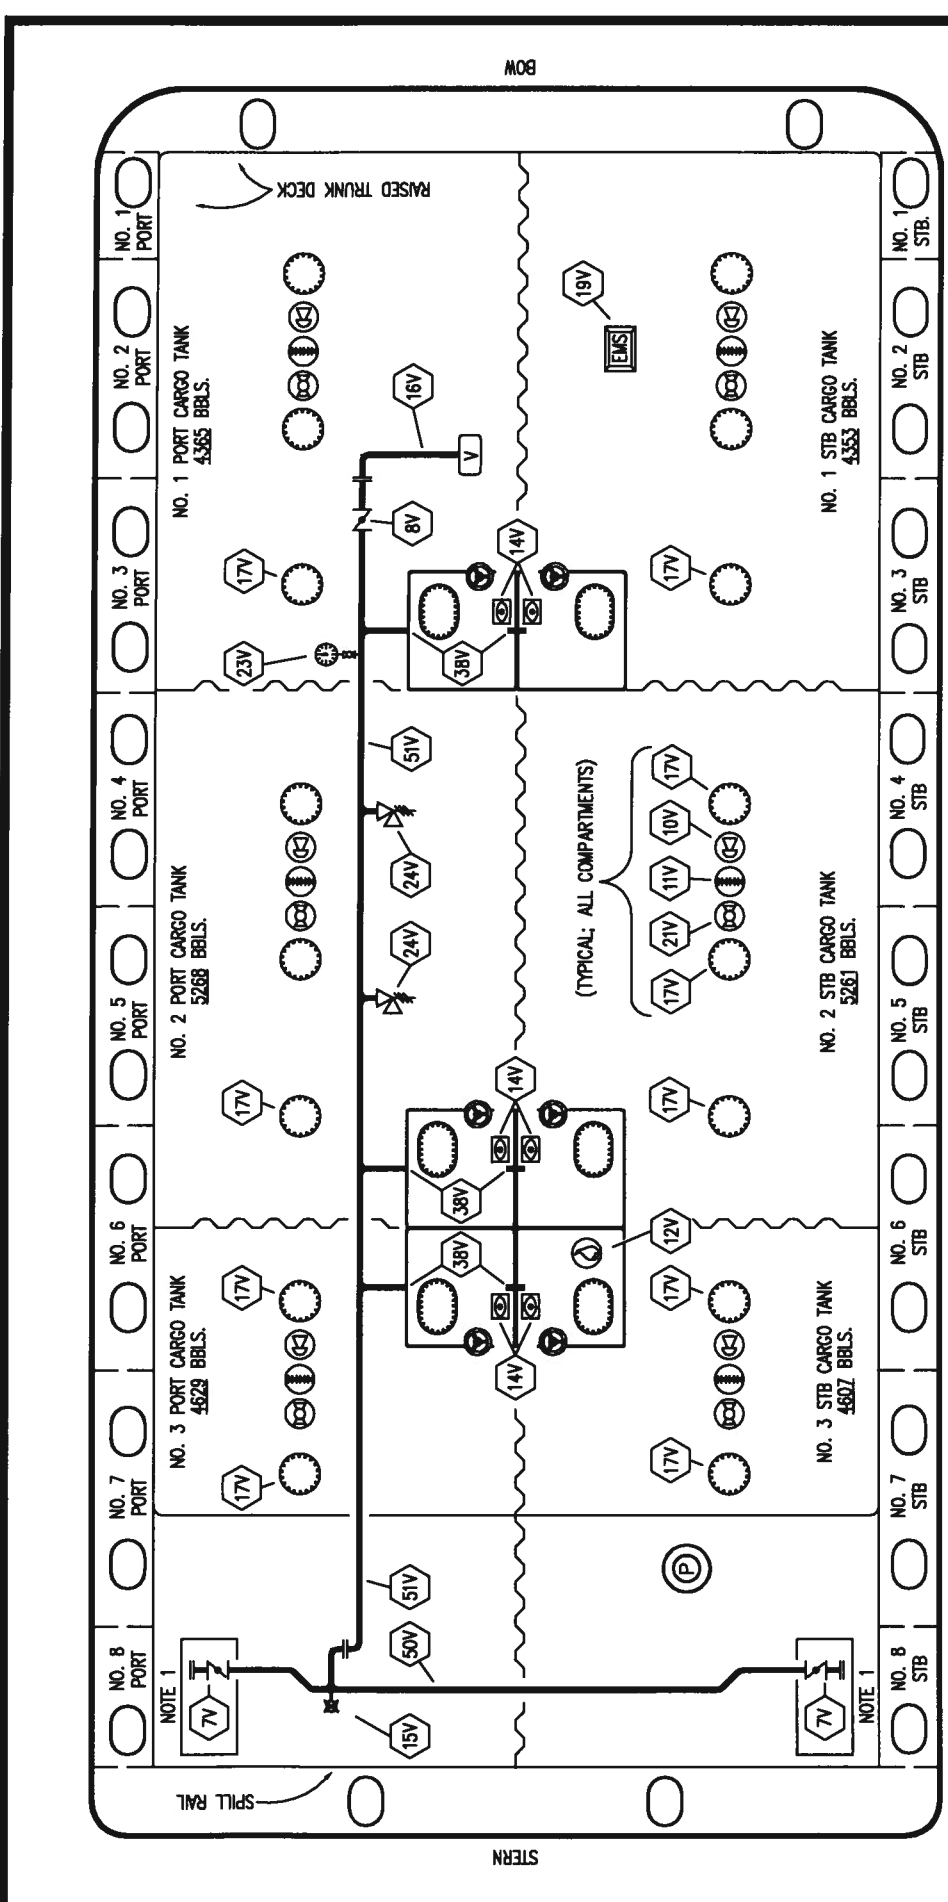 BOW
RAISED TRUNK DECK
NO. 1
PORT
NO. 2
PORT
NO. 3
PORT
NO. 4
PORT
NO. 5
PORT
NO. 6
PORT
NO. 7
PORT
NO. 8
PORT
NO. 1 PORT CARGO TANK
4365 BBLS.
NO. 2 PORT CARGO TANK
5268 BBLS.
NO. 3 PORT CARGO TANK
4629 BBLS.
17V
23V
17V
17V
17V
16V
V
8V
14V
38V
51V
24V
24V
14V
38V
38V
14V
12V
51V
50V
15V
NOTE 1
7V
SPILL RAIL
19V
EMS
17V
(TYPICAL; ALL COMPARTMENTS)
17V
10V
11V
21V
17V
17V
17V
17V
P
7V
NOTE 1
NO. 1 STB CARGO TANK
4353 BBLS.
NO. 2 STB CARGO TANK
5261 BBLS.
NO. 3 STB CARGO TANK
4607 BBLS.
NO. 1
STB.
NO. 2
STB
NO. 3
STB
NO. 4
STB
NO. 5
STB
NO. 6
STB
NO. 7
STB
NO. 8
STB
STERN